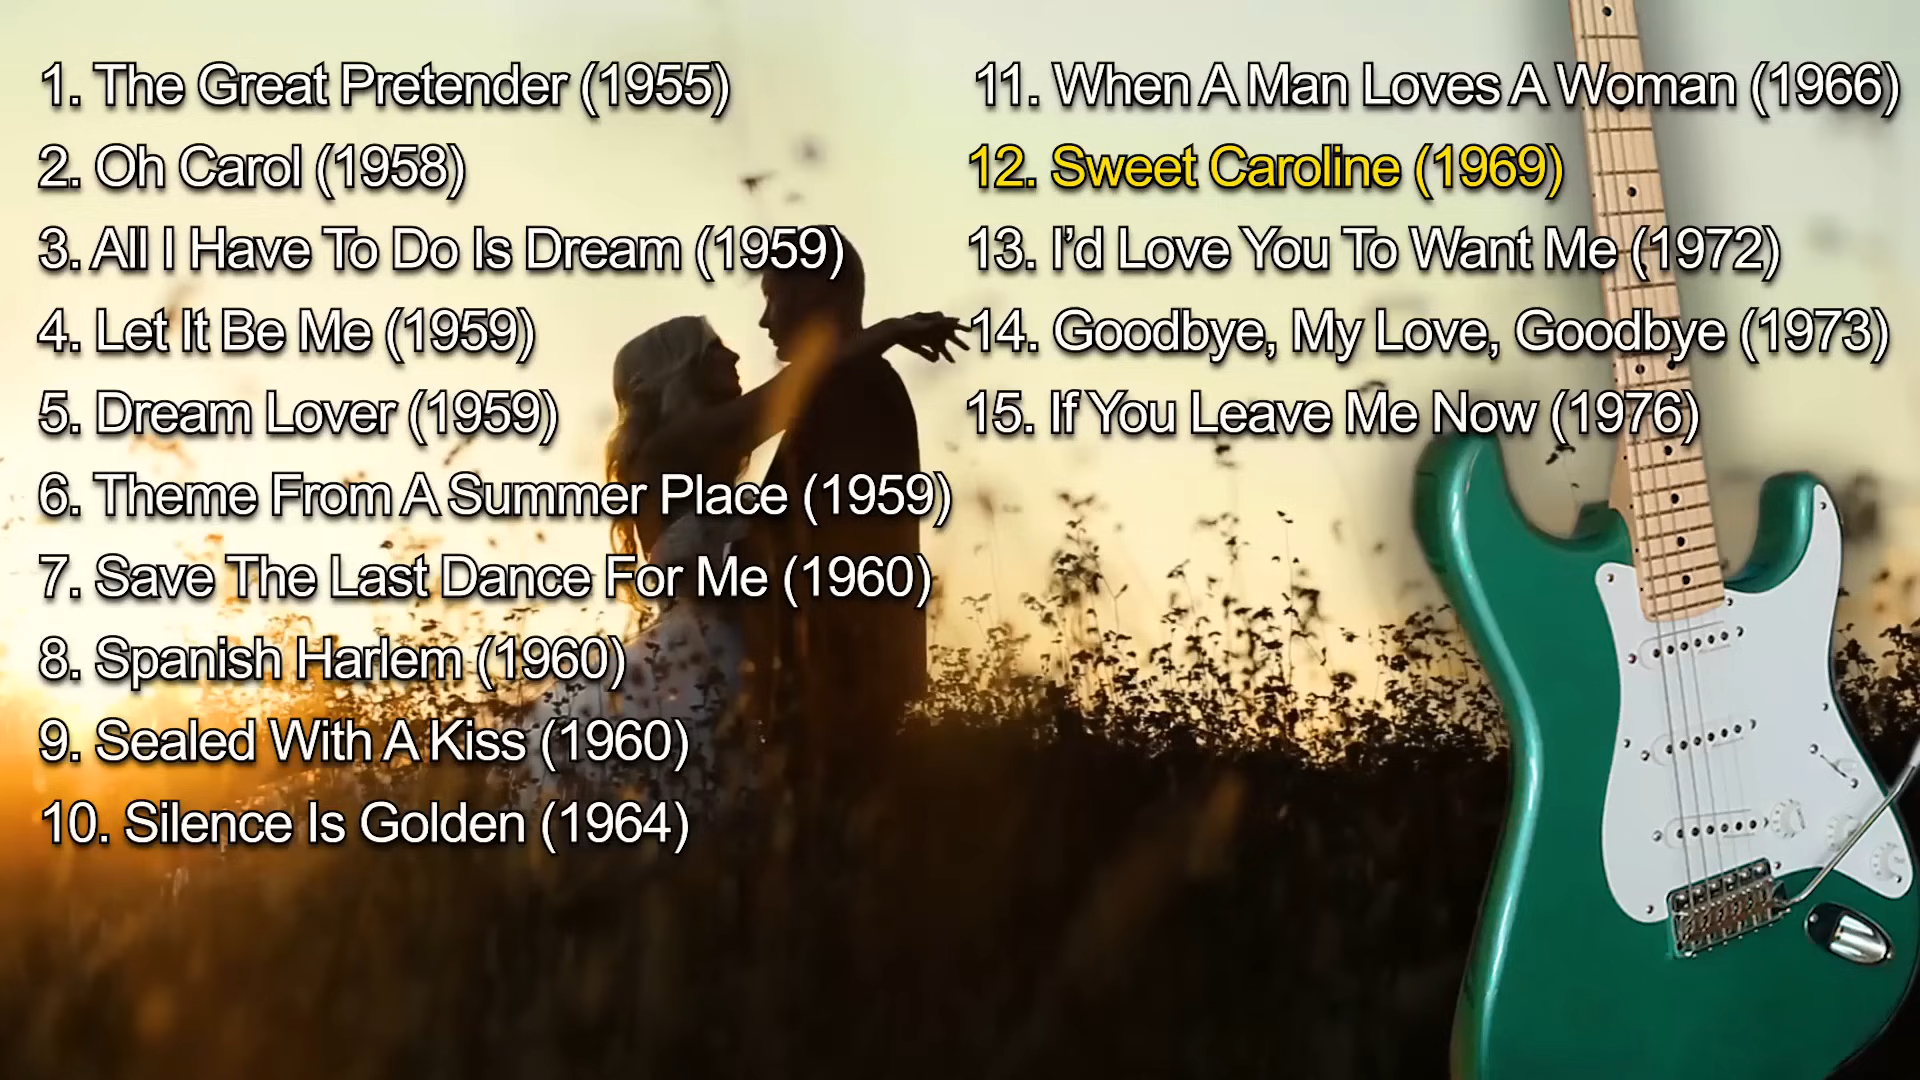 1. The Great Pretender (1955)
2. Oh Carol (1958)
3. All I Have To Do Is Dream (1959)
4. Let It Be Me (1959)
5. Dream Lover (1959)
6. Theme From A Summer Place (1959)
7. Save The Last Dance For Me (1960)
8. Spanish Harlem (1960)
9. Sealed With A Kiss (1960)
10. Silence Is Golden (1964)
11. When A Man Loves A Woman (1966)
12. Sweet Caroline (1969)
13. I’d Love You To Want Me (1972)
14. Goodbye, My Love, Goodbye (1973)
15. If You Leave Me Now (1976)